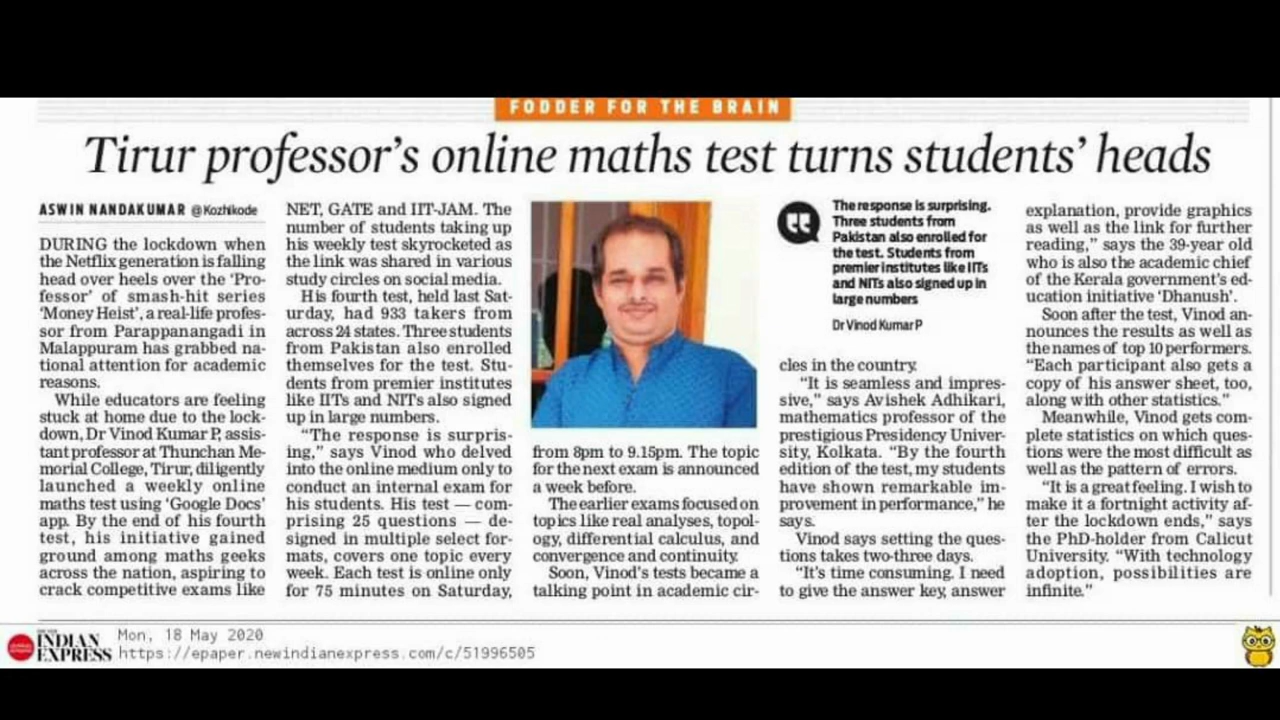 FODDER FOR THE BRAIN
Tirur professor's online maths test turns students' heads
ASWIN NANDAKUMAR @Kozhikode
DURING the lockdown when
the Netflix generation is falling
head over heels over the 'Pro-
fessor' of smash-hit series
'Money Heist', a real-life profes-
sor from Parappanangadi in
Malappuram has grabbed na-
tional attention for academic
reasons.
While educators are feeling
stuck at home due to the lock-
down, Dr Vinod Kumar P, assis-
tant professor at Thunchan Me-
morial College, Tirur, diligently
launched a weekly online
maths test using 'Google Docs'
app. By the end of his fourth
test, his initiative gained
ground among maths geeks
across the nation, aspiring to
crack competitive exams like
NET, GATE and IIT-JAM. The
number of students taking up
his weekly test skyrocketed as
the link was shared in various
study circles on social media.
His fourth test, held last Sat-
urday, had 933 takers from
across 24 states. Three students
from Pakistan also enrolled
themselves for the test. Stu-
dents from premier institutes
like IITs and NITs also signed
up in large numbers.
"The response is surpris-
ing," says Vinod who delved
into the online medium only to
conduct an internal exam for
his students. His test — com-
prising 25 questions — de-
signed in multiple select for-
mats, covers one topic every
week. Each test is online only
for 75 minutes on Saturday,
from 8pm to 9.15pm. The topic
for the next exam is announced
a week before.
The earlier exams focused on
topics like real analyses, topol-
ogy, differential calculus, and
convergence and continuity.
Soon, Vinod's tests became a
talking point in academic cir-
The response is surprising.
Three students from
Pakistan also enrolled for
the test. Students from
premier institutes like IITs
and NITs also signed up in
large numbers
Dr Vinod Kumar P
cles in the country.
"It is seamless and impres-
sive," says Avishek Adhikari,
mathematics professor of the
prestigious Presidency Univer-
sity, Kolkata. "By the fourth
edition of the test, my students
have shown remarkable im-
provement in performance," he
says.
Vinod says setting the ques-
tions takes two-three days.
"It's time consuming. I need
to give the answer key, answer
explanation, provide graphics
as well as the link for further
reading," says the 39-year old
who is also the academic chief
of the Kerala government's ed-
ucation initiative 'Dhanush'.
Soon after the test, Vinod an-
nounces the results as well as
the names of top 10 performers.
"Each participant also gets a
copy of his answer sheet, too,
along with other statistics."
Meanwhile, Vinod gets com-
plete statistics on which ques-
tions were the most difficult as
well as the pattern of errors.
"It is a great feeling. I wish to
make it a fortnight activity af-
ter the lockdown ends," says
the PhD-holder from Calicut
University. "With technology
adoption, possibilities are
infinite."
INDIAN
EXPRESS
Mon, 18 May 2020
https://epaper.newindianexpress.com/c/51996505